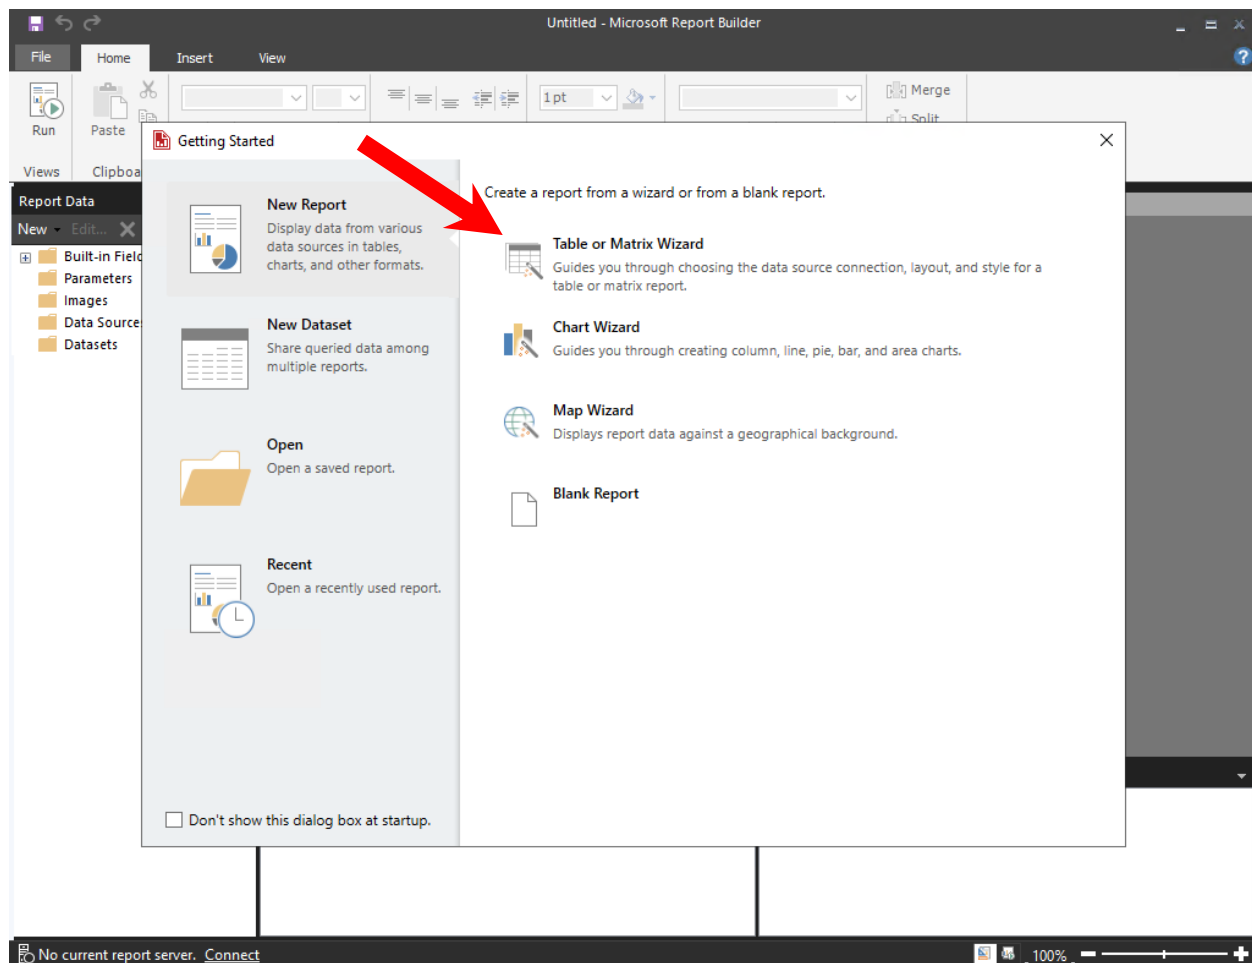 Untitled - Microsoft Report Builder
File Home Insert View
?
1 pt
Merge
Split
Run
Paste
Views
Clipboa
Getting Started
Report Data
New Edit...
Built-in Field
Parameters
Images
Data Sources
Datasets
New Report
Display data from various
data sources in tables,
charts, and other formats.
New Dataset
Share queried data among
multiple reports.
Open
Open a saved report.
Recent
Open a recently used report.
Don't show this dialog box at startup.
Create a report from a wizard or from a blank report.
Table or Matrix Wizard
Guides you through choosing the data source connection, layout, and style for a
table or matrix report.
Chart Wizard
Guides you through creating column, line, pie, bar, and area charts.
Map Wizard
Displays report data against a geographical background.
Blank Report
No current report server. Connect
100%